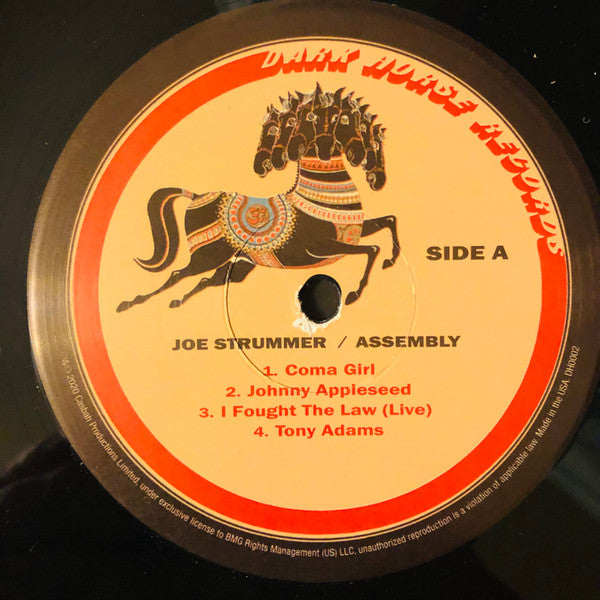 DARK HORSE RECORDS
SIDE A
JOE STRUMMER / ASSEMBLY
1. Coma Girl
2. Johnny Appleseed
3. I Fought The Law (Live)
4. Tony Adams
℗© 2020 Casbah Productions Limited, under exclusive license to BMG Rights Management (US) LLC, unauthorized reproduction is a violation of applicable law. Made in the USA. DH0002